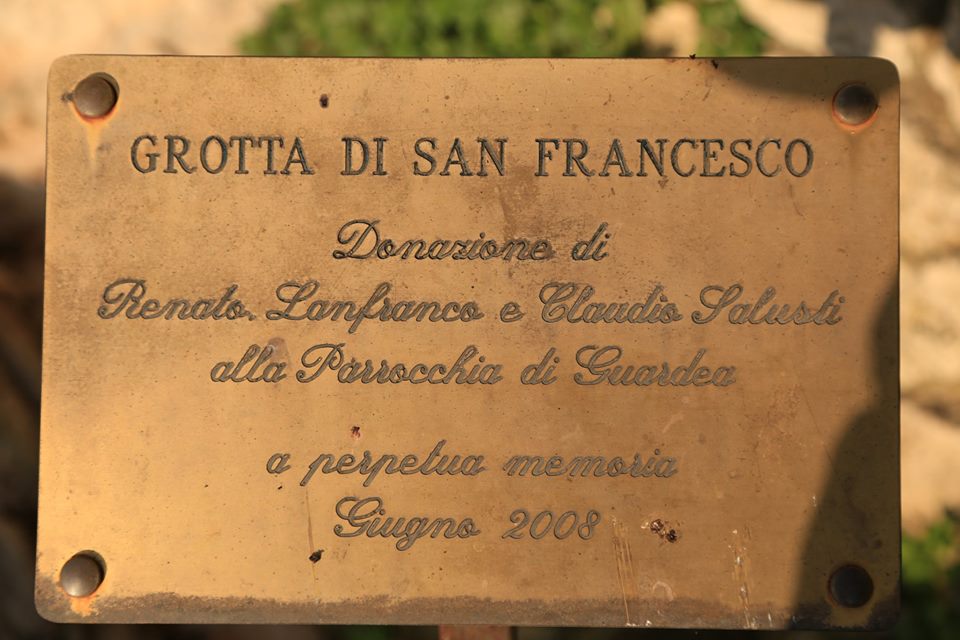 GROTTA DI SAN FRANCESCO
Donazione di
Renato, Lanfranco e Claudio Salusti
alla Parrocchia di Guardea
a perpetua memoria
Giugno 2008